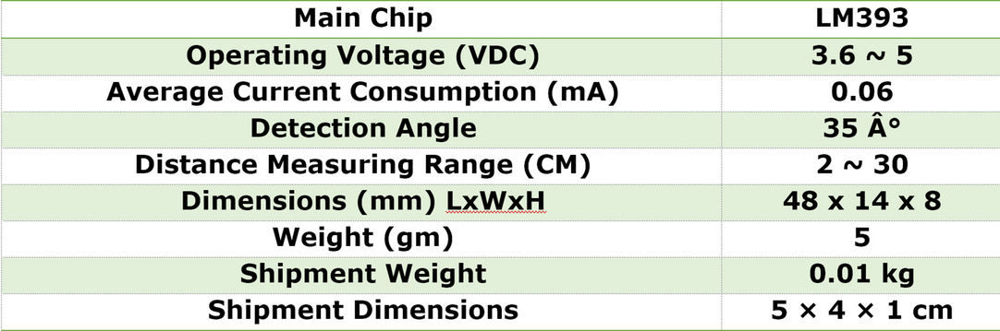 Main Chip LM393
Operating Voltage (VDC) 3.6 ~ 5
Average Current Consumption (mA) 0.06
Detection Angle 35 Â°
Distance Measuring Range (CM) 2 ~ 30
Dimensions (mm) LxWxH 48 x 14 x 8
Weight (gm) 5
Shipment Weight 0.01 kg
Shipment Dimensions 5 × 4 × 1 cm